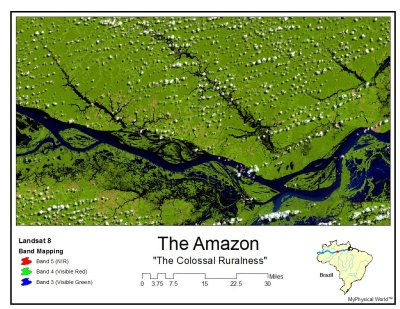 Landsat 8
Band Mapping
Band 5 (NIR)
Band 4 (Visible Red)
Band 3 (Visible Green)
The Amazon
"The Colossal Ruralness"
Miles
0 3.75 7.5 15 22.5 30
Brazil
MyPhysical World™